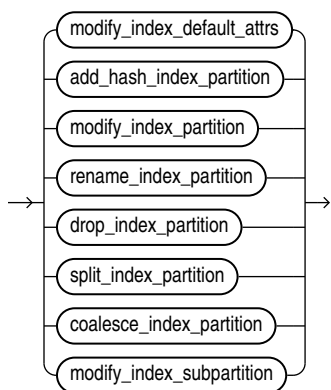 modify_index_default_attrs
add_hash_index_partition
modify_index_partition
rename_index_partition
drop_index_partition
split_index_partition
coalesce_index_partition
modify_index_subpartition